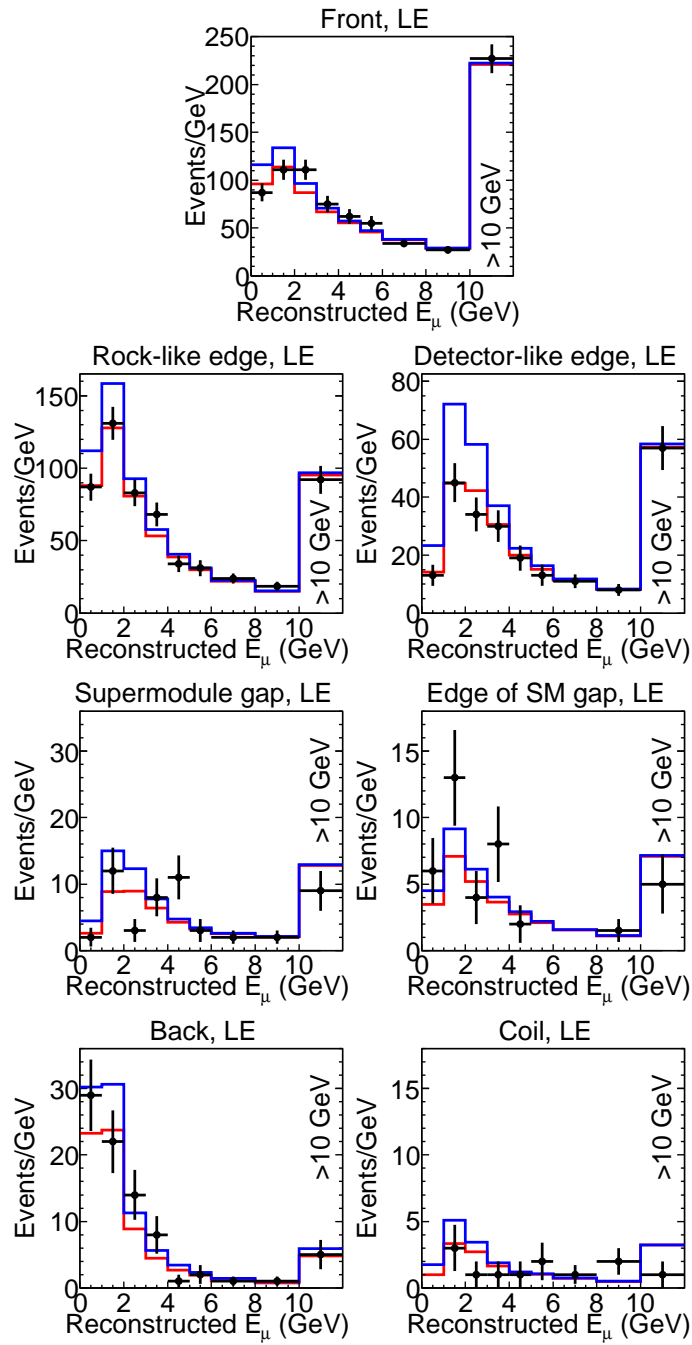 Front, LE
Events/GeV
250
200
150
100
50
0
>10 GeV
0 2 4 6 8 10
Reconstructed E_μ (GeV)
Rock-like edge, LE
Events/GeV
150
100
50
0
>10 GeV
0 2 4 6 8 10
Reconstructed E_μ (GeV)
Detector-like edge, LE
Events/GeV
80
60
40
20
0
>10 GeV
0 2 4 6 8 10
Reconstructed E_μ (GeV)
Supermodule gap, LE
Events/GeV
30
20
10
0
>10 GeV
0 2 4 6 8 10
Reconstructed E_μ (GeV)
Edge of SM gap, LE
Events/GeV
15
10
5
0
>10 GeV
0 2 4 6 8 10
Reconstructed E_μ (GeV)
Back, LE
Events/GeV
30
20
10
0
>10 GeV
0 2 4 6 8 10
Reconstructed E_μ (GeV)
Coil, LE
Events/GeV
15
10
5
0
>10 GeV
0 2 4 6 8 10
Reconstructed E_μ (GeV)